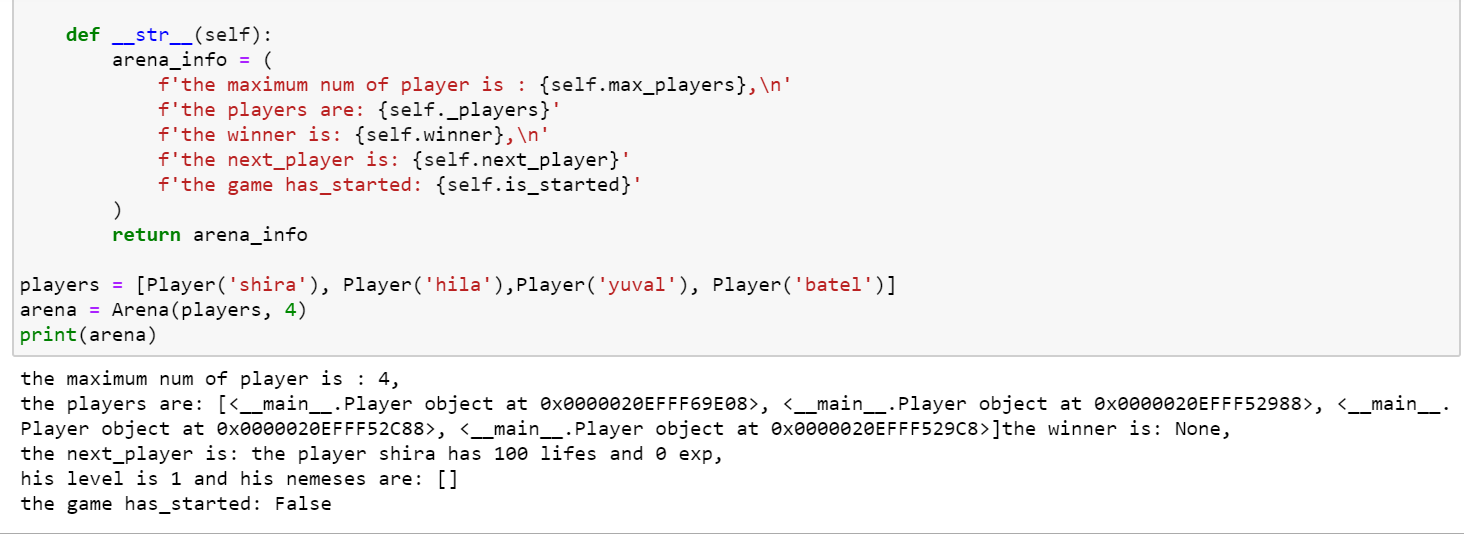 def __str__(self):
        arena_info = (
            f'the maximum num of player is : {self.max_players},\n'
            f'the players are: {self._players}'
            f'the winner is: {self.winner},\n'
            f'the next_player is: {self.next_player}'
            f'the game has_started: {self.is_started}'
        )
        return arena_info
players = [Player('shira'), Player('hila'),Player('yuval'), Player('batel')]
arena = Arena(players, 4)
print(arena)
the maximum num of player is : 4,
the players are: [<__main__.Player object at 0x0000020EFFF69E08>, <__main__.Player object at 0x0000020EFFF52988>, <__main__.
Player object at 0x0000020EFFF52C88>, <__main__.Player object at 0x0000020EFFF529C8>]the winner is: None,
the next_player is: the player shira has 100 lifes and 0 exp,
his level is 1 and his nemeses are: []
the game has_started: False